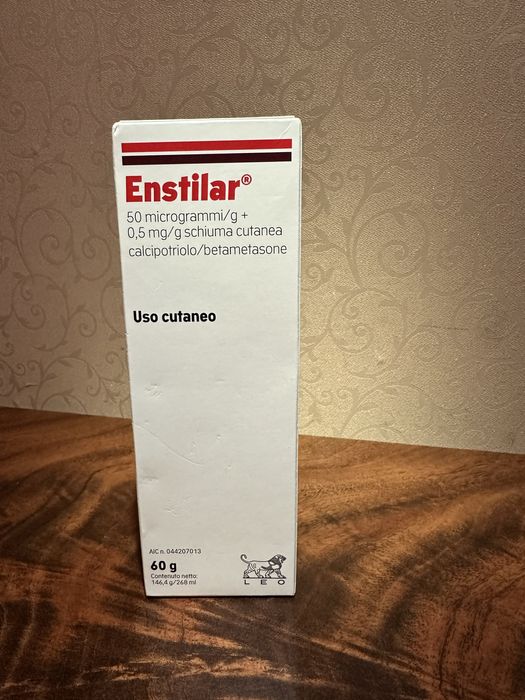 Enstilar®
50 microgrammi/g +
0,5 mg/g schiuma cutanea
calcipotriolo/betametasone
Uso cutaneo
AIC n. 044207013
60 g
Contenuto netto:
146,4 g/268 ml
LEO